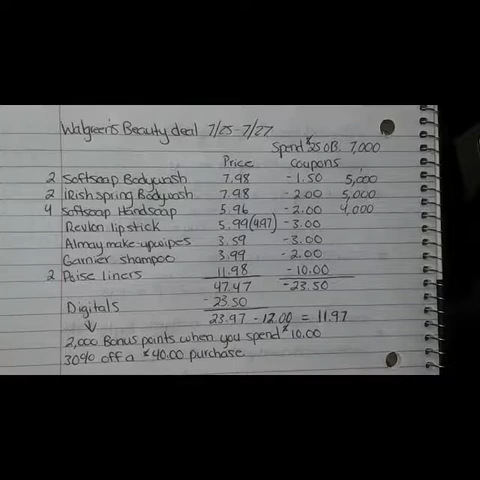 Walgreen's Beauty deal 7/25-7/27
Spend $25 OB. 7,000
Price coupons
2 Softsoap Bodywash 7.98 -1.50 5,000
2 irish spring Bodywash 7.98 -2.00 5,000
4 Softsoap Handsoap 5.96 -2.00 4,000
Revlon lipstick 5.99(4.97) -3.00
Almay make-upwipes 3.59 -3.00
Garnier shampoo 3.99 -2.00
2 Poise liners 11.98 -10.00
47.47 -23.50
Digitals -23.50
23.97 -12.00 = 11.97
2,000 Bonus points when you spend $10.00
30% off a $40.00 purchase